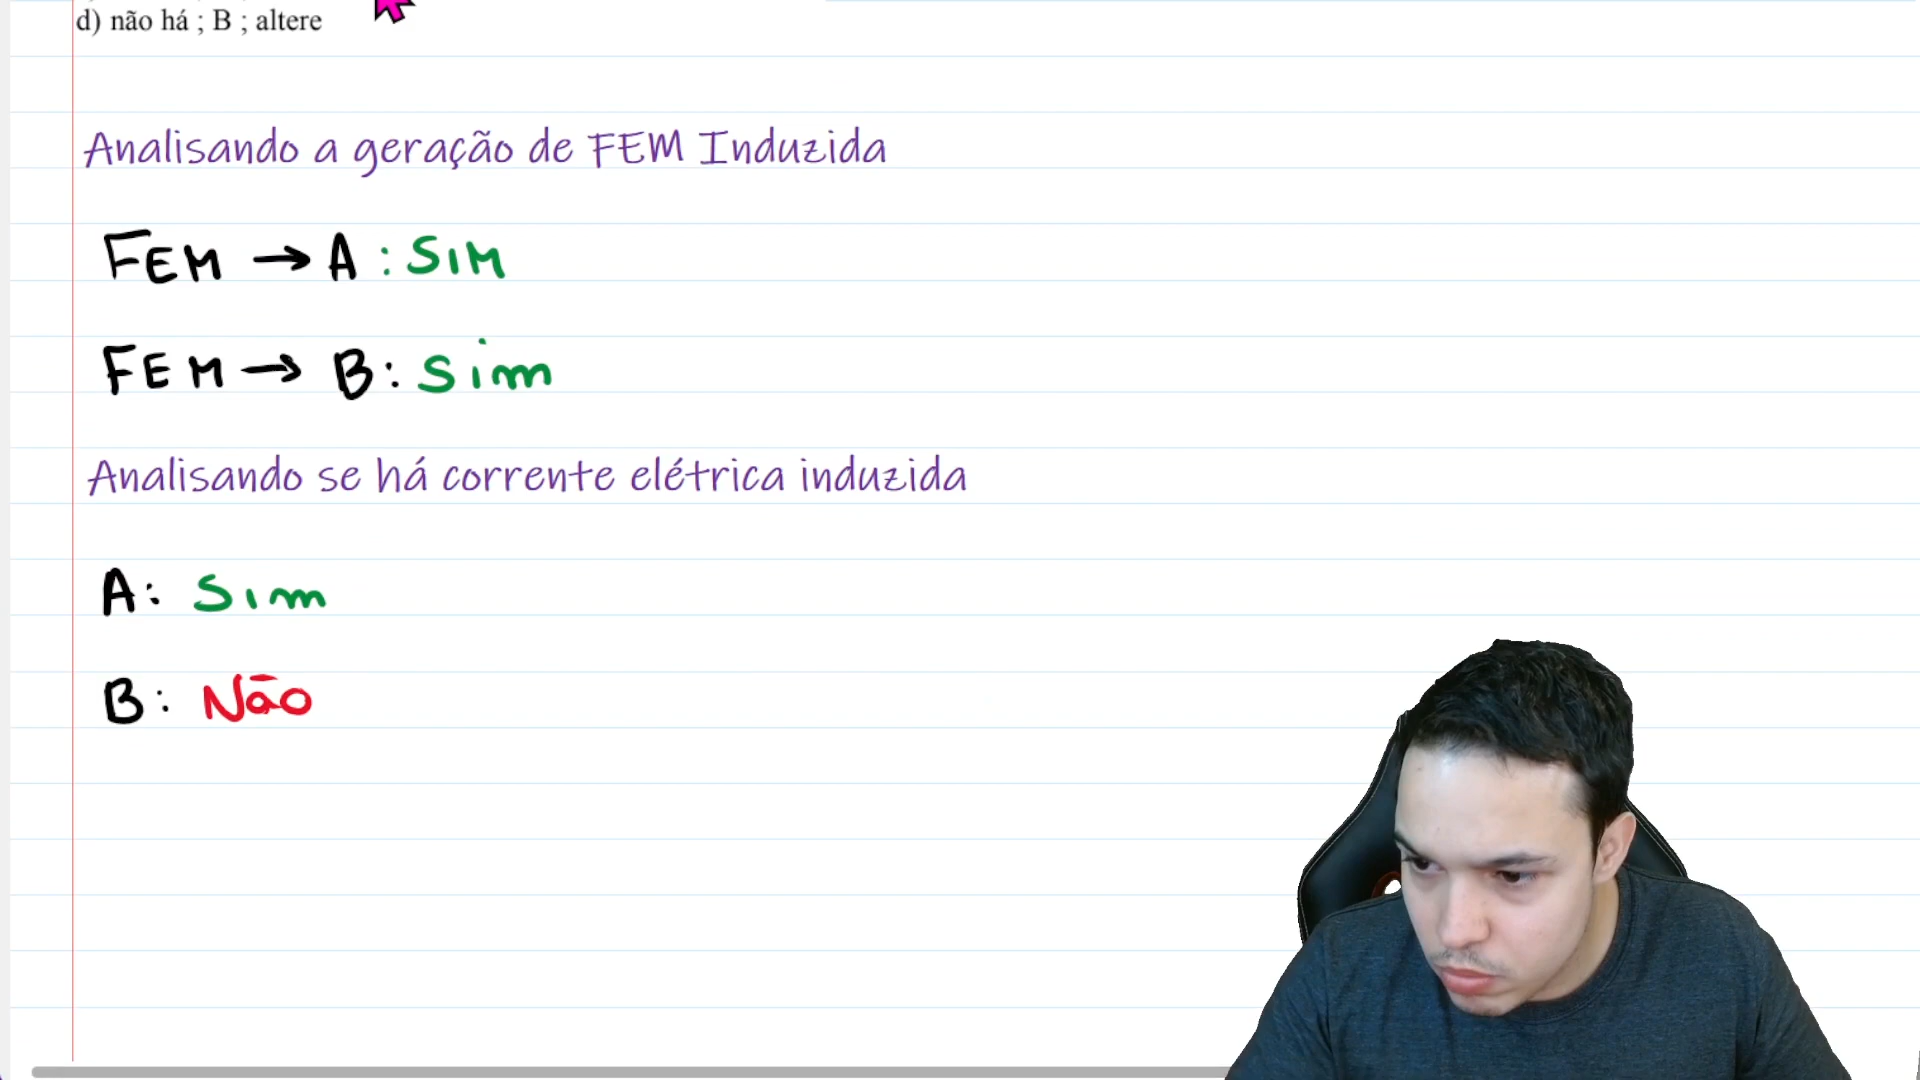 d) não há ; B ; altere
Analisando a geração de FEM Induzida
FEM → A : SIM
FEM → B: Sim
Analisando se há corrente elétrica induzida
A: Sim
B: Não